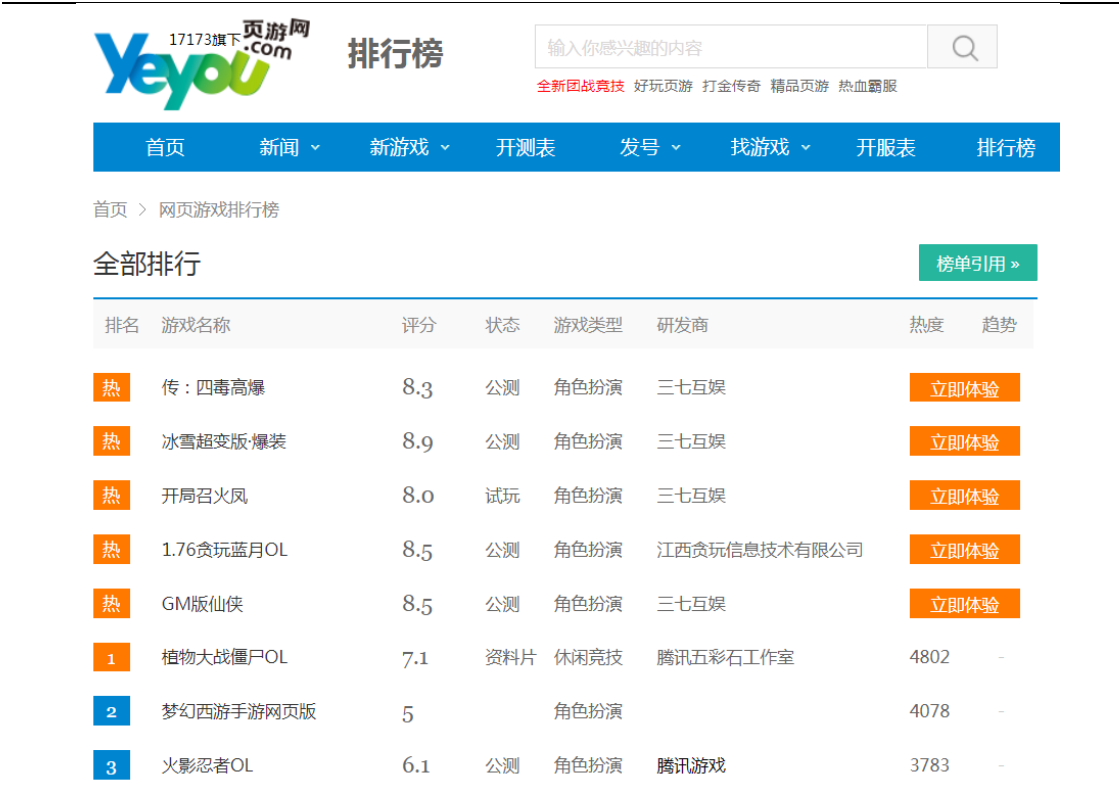 17173旗下页游网
Yeyou.com
排行榜
输入你感兴趣的内容
全新团战竞技 好玩页游 打金传奇 精品页游 热血霸服
首页 新闻 新游戏 开测表 发号 找游戏 开服表 排行榜
首页 > 网页游戏排行榜
全部排行 榜单引用 »
排名 游戏名称 评分 状态 游戏类型 研发商 热度 趋势
热 传：四毒高爆 8.3 公测 角色扮演 三七互娱 立即体验
热 冰雪超变版·爆装 8.9 公测 角色扮演 三七互娱 立即体验
热 开局召火凤 8.0 试玩 角色扮演 三七互娱 立即体验
热 1.76贪玩蓝月OL 8.5 公测 角色扮演 江西贪玩信息技术有限公司 立即体验
热 GM版仙侠 8.5 公测 角色扮演 三七互娱 立即体验
1 植物大战僵尸OL 7.1 资料片 休闲竞技 腾讯五彩石工作室 4802 -
2 梦幻西游手游网页版 5 角色扮演 4078 -
3 火影忍者OL 6.1 公测 角色扮演 腾讯游戏 3783 -